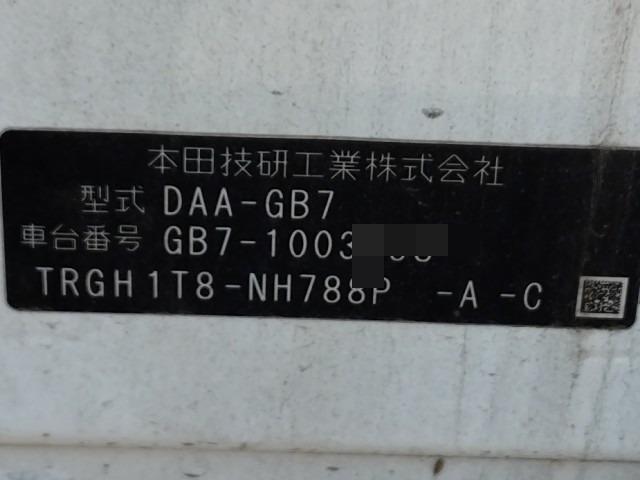 本田技研工業株式会社
型式 DAA-GB7
車台番号 GB7-1003
TRGH1T8-NH788P -A -C